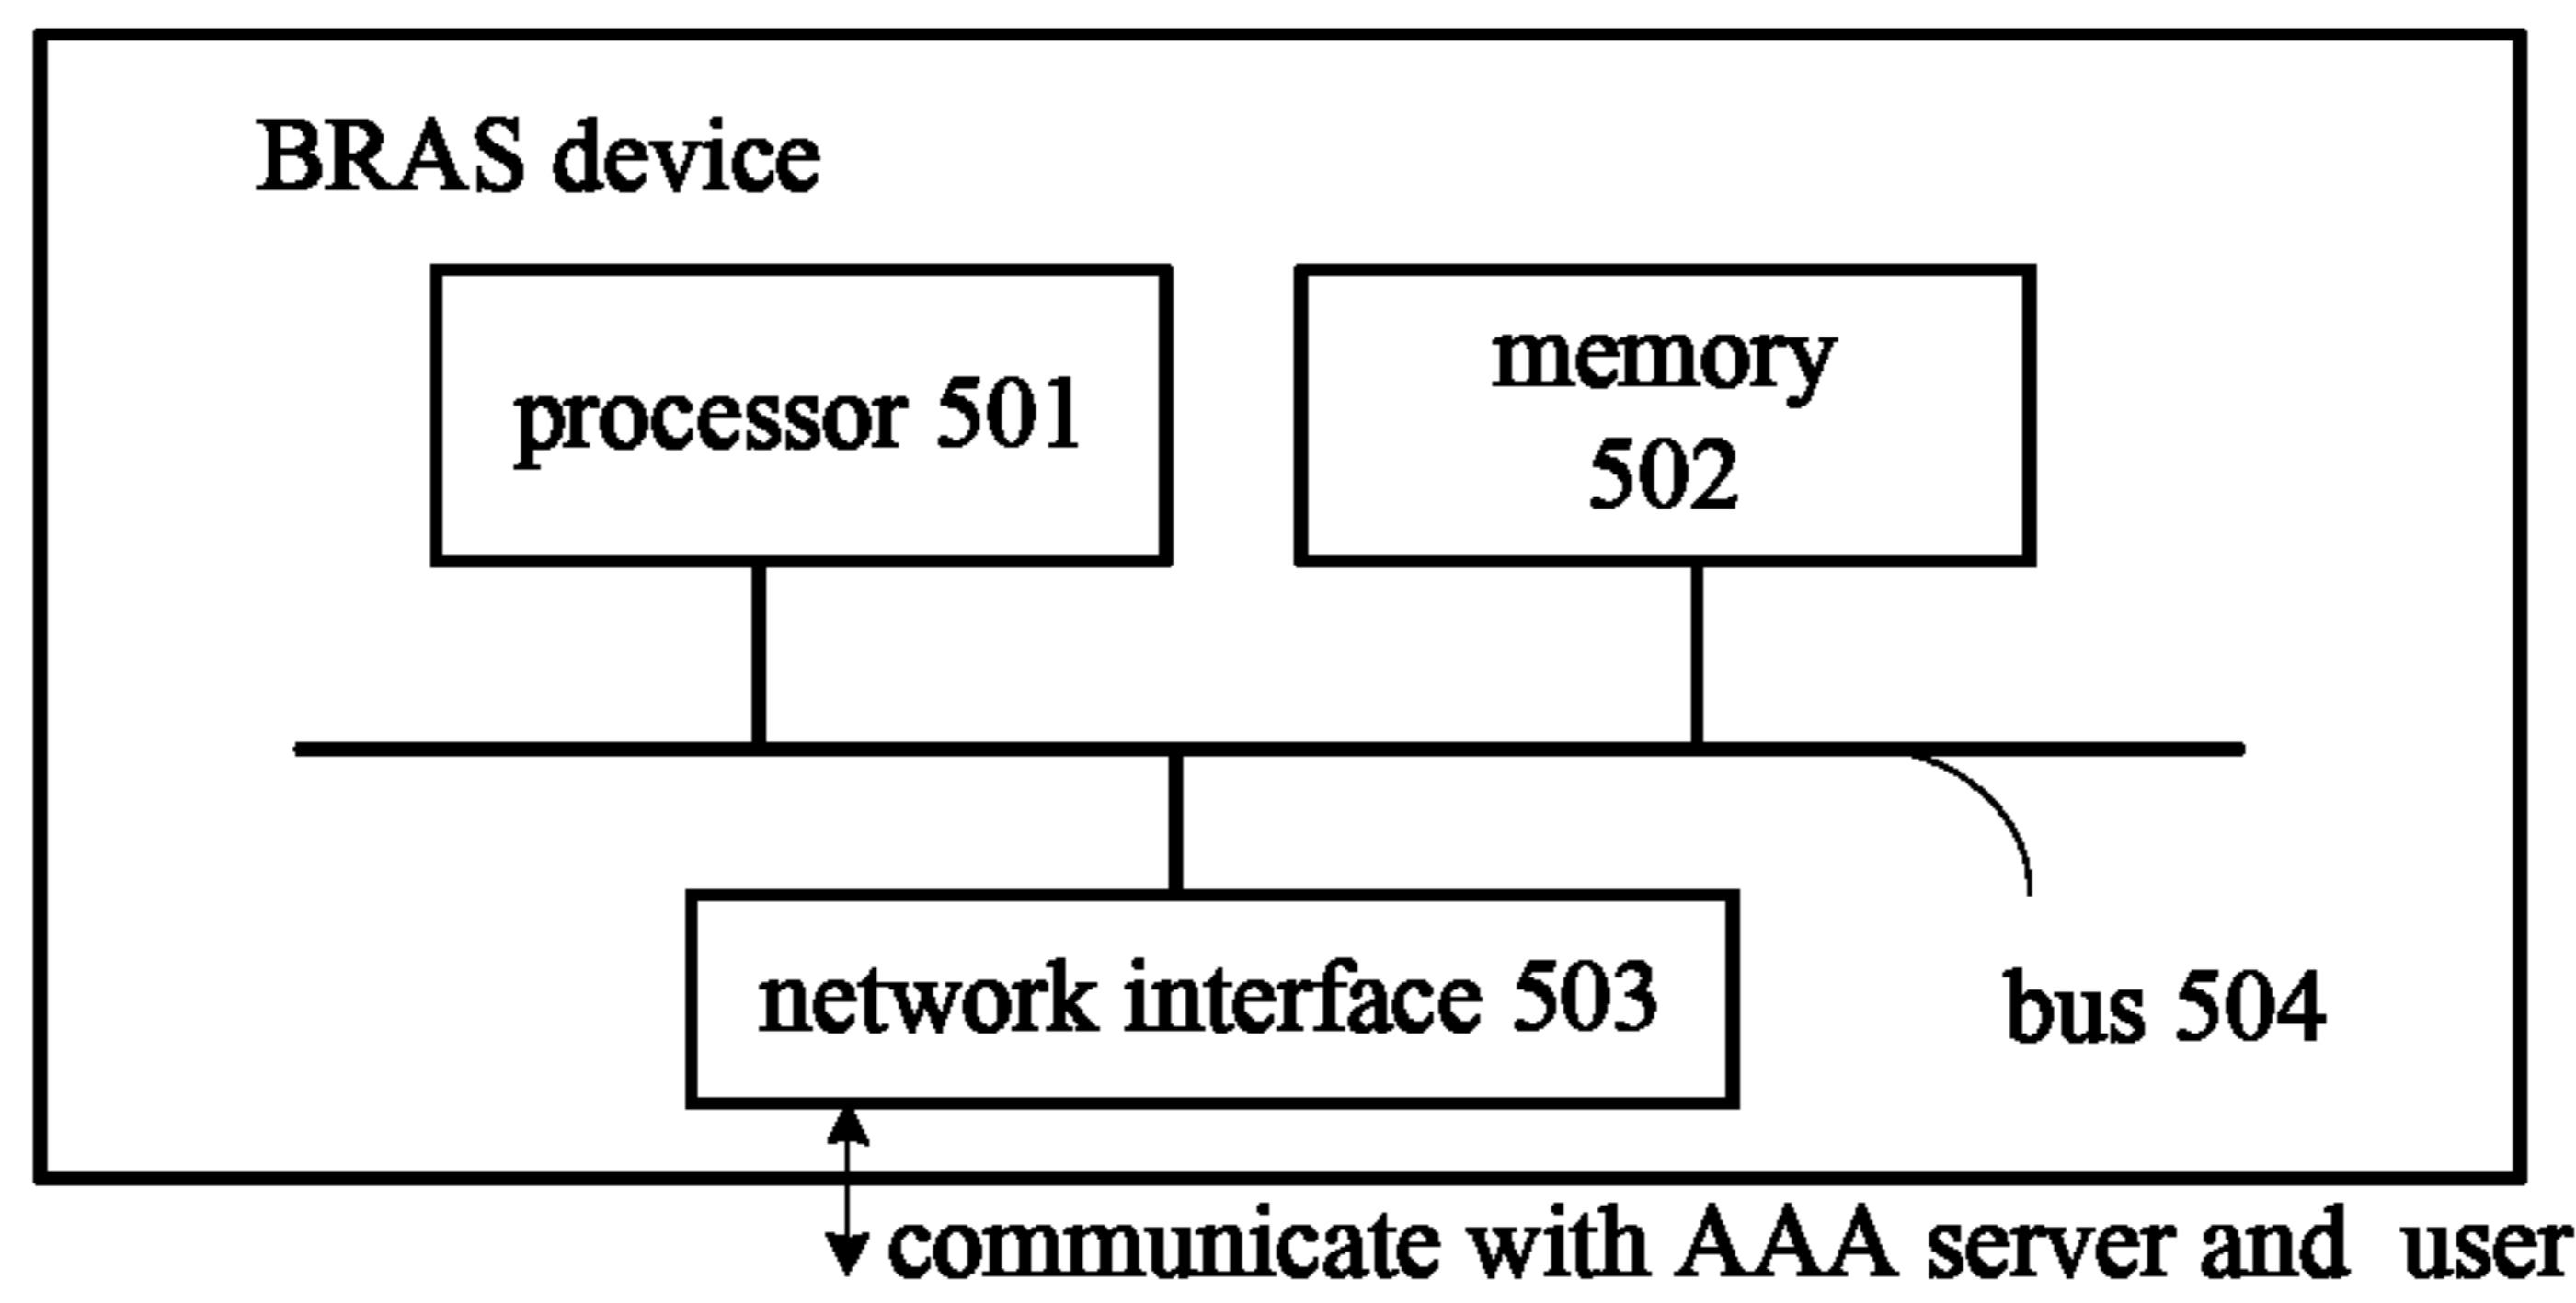 BRAS device
processor 501
memory
502
network interface 503
bus 504
communicate with AAA server and user